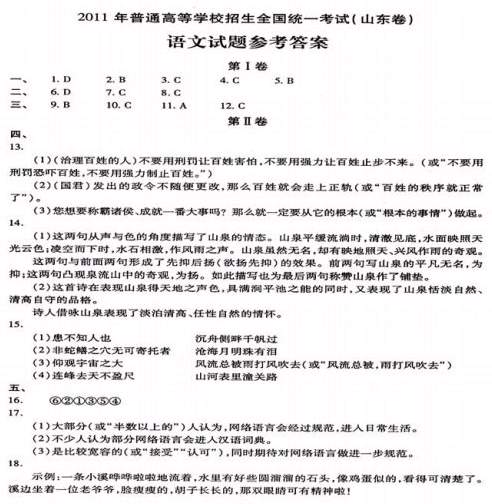 2011 年普通高等学校招生全国统一考试(山东卷)
语文试题参考答案
第 I 卷
一、 1. D 2. B 3. C 4. C 5. B
二、 6. D 7. C 8. C
三、 9. B 10. C 11. A 12. C
第 II 卷
四、
13.
(1)(治理百姓的人)不要用刑罚让百姓害怕,不要用强力让百姓止步不来。(或“不要用
刑罚恐吓百姓,不要用强力制止百姓。”)
(2)(国君)发出的政令不随便更改,那么百姓就会走上正轨(或“百姓的秩序就正常
了”)。
(3)您想要称霸诸侯、成就一番大事吗?那么就一定要从它的根本(或“根本的事情”)做起。
14.
(1)这两句从声与色的角度描写了山泉的情态。山泉平缓流淌时,清澈见底,水面映照天
光云色;凌空而下时,水石相激,作风雨之声。山泉虽然无名,却有映地照天、兴风作雨的奇观。
这两句与前面两句形成了先抑后扬(欲扬先抑)的效果。前两句写山泉的平凡无名,为
抑;这两句凸现泉流山中的奇观,为扬。如此描写也为最后两句称赞山泉作了铺垫。
(2)这首诗在表现山泉得天地之声色,具满涧平池之能的同时,又表现了山泉恬淡自然、
清高自守的品格。
诗人借咏山泉表现了淡泊清高、任性自然的情怀。
15.
(1)患不知人也 沉舟侧畔千帆过
(2)非蛇鳝之穴无可寄托者 沧海月明珠有泪
(3)仰观宇宙之大 风流总被雨打风吹去(或“风流总被,雨打风吹去”)
(4)连峰去天不盈尺 山河表里潼关路
五、
16. ⑥②①③⑤④
17.
(1)大部分(或“半数以上的”)人认为,网络语言会经过规范,进入日常生活。
(2)不少人认为部分网络语言会进入汉语词典。
(3)是比较宽容的(或“接受”“认可”),同时期待对网络语言做进一步规范。
18.
示例:一条小溪哗哗啦啦地流着,水里有好些圆溜溜的石头,像鸡蛋似的,看得可清楚了。
溪边坐着一位老爷爷,脸瘦瘦的,胡子长长的,那双眼睛可有精神啦!